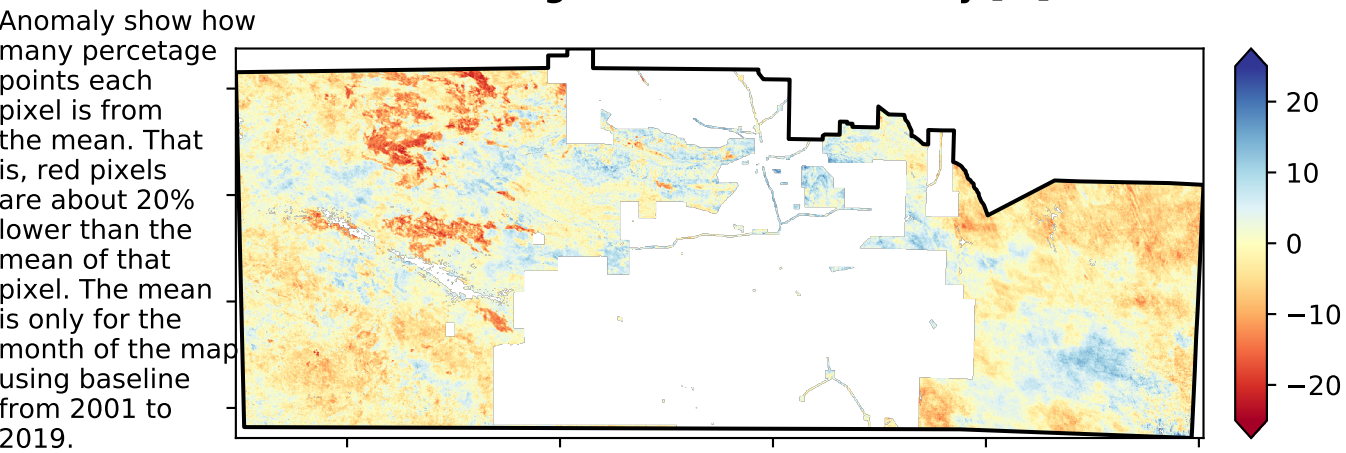 Anomaly show how
many percetage
points each
pixel is from
the mean. That
is, red pixels
are about 20%
lower than the
mean of that
pixel. The mean
is only for the
month of the map
using baseline
from 2001 to
2019.
20
10
0
−10
−20